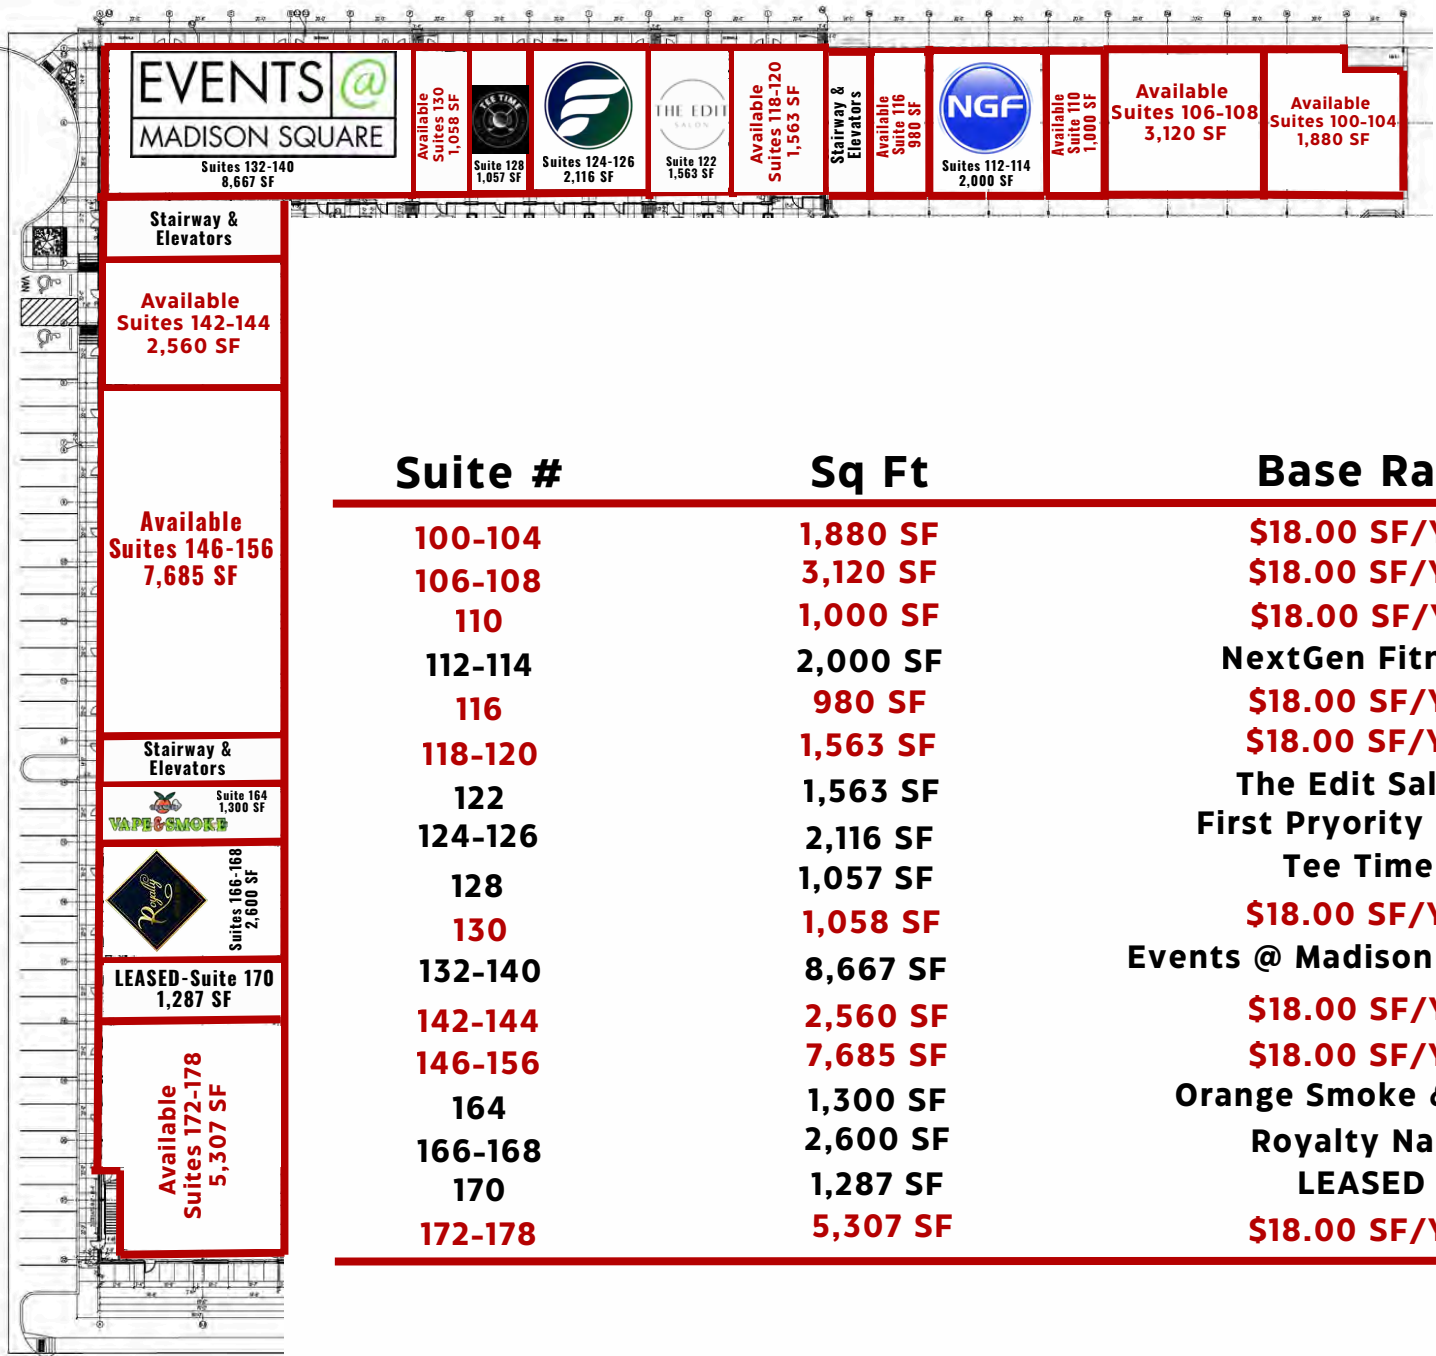 EVENTS@
MADISON SQUARE
Suites 132-140
8,667 SF
Available
Suites 130
1,058 SF
TEE TIME
Suite 128
1,057 SF
Suites 124-126
2,116 SF
THE EDIT
SALON
Suite 122
1,563 SF
Available
Suites 118-120
1,563 SF
Stairway &
Elevators
Available
Suite 116
980 SF
NGF
Suites 112-114
2,000 SF
Available
Suite 110
1,000 SF
Available
Suites 106-108
3,120 SF
Available
Suites 100-104
1,880 SF
Stairway &
Elevators
VAN
Available
Suites 142-144
2,560 SF
Available
Suites 146-156
7,685 SF
Stairway &
Elevators
Suite 164
1,300 SF
VAPE&SMOKE
Royalty
Suites 166-168
2,600 SF
LEASED-Suite 170
1,287 SF
Available
Suites 172-178
5,307 SF
Suite # Sq Ft Base Ra
100-104 1,880 SF $18.00 SF/Y
106-108 3,120 SF $18.00 SF/Y
110 1,000 SF $18.00 SF/Y
112-114 2,000 SF NextGen Fitn
116 980 SF $18.00 SF/Y
118-120 1,563 SF $18.00 SF/Y
122 1,563 SF The Edit Sal
124-126 2,116 SF First Pryority
128 1,057 SF Tee Time
130 1,058 SF $18.00 SF/Y
132-140 8,667 SF Events @ Madison
142-144 2,560 SF $18.00 SF/Y
146-156 7,685 SF $18.00 SF/Y
164 1,300 SF Orange Smoke &
166-168 2,600 SF Royalty Na
170 1,287 SF LEASED
172-178 5,307 SF $18.00 SF/Y